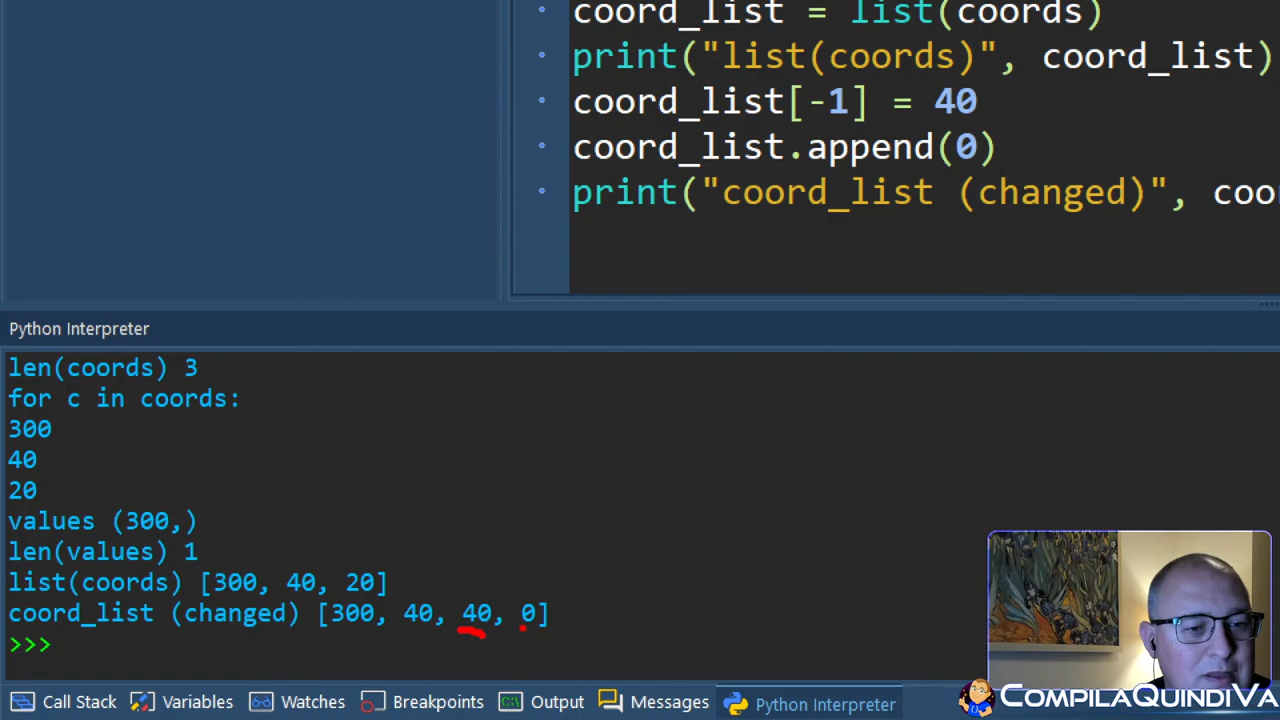 coord_list = list(coords)
print("list(coords)", coord_list)
coord_list[-1] = 40
coord_list.append(0)
print("coord_list (changed)", coo
Python Interpreter
len(coords) 3
for c in coords:
300
40
20
values (300,)
len(values) 1
list(coords) [300, 40, 20]
coord_list (changed) [300, 40, 40, 0]
>>>
Call Stack Variables Watches Breakpoints Output Messages Python Interpreter
COMPILAQUINDIVA